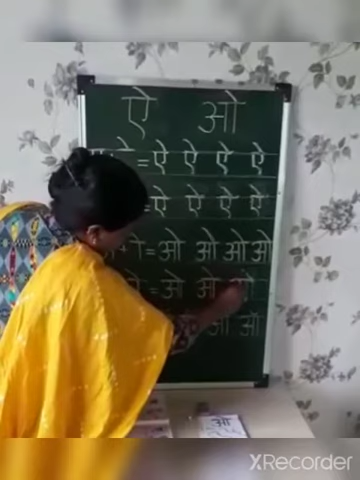 ऐ ओ
= ऐ ऐ ऐ ऐ
= ऐ ऐ ऐ ऐ
= ओ ओ ओ ओ
= ओ ओ ओ
ओ ओ
ओ
XRecorder